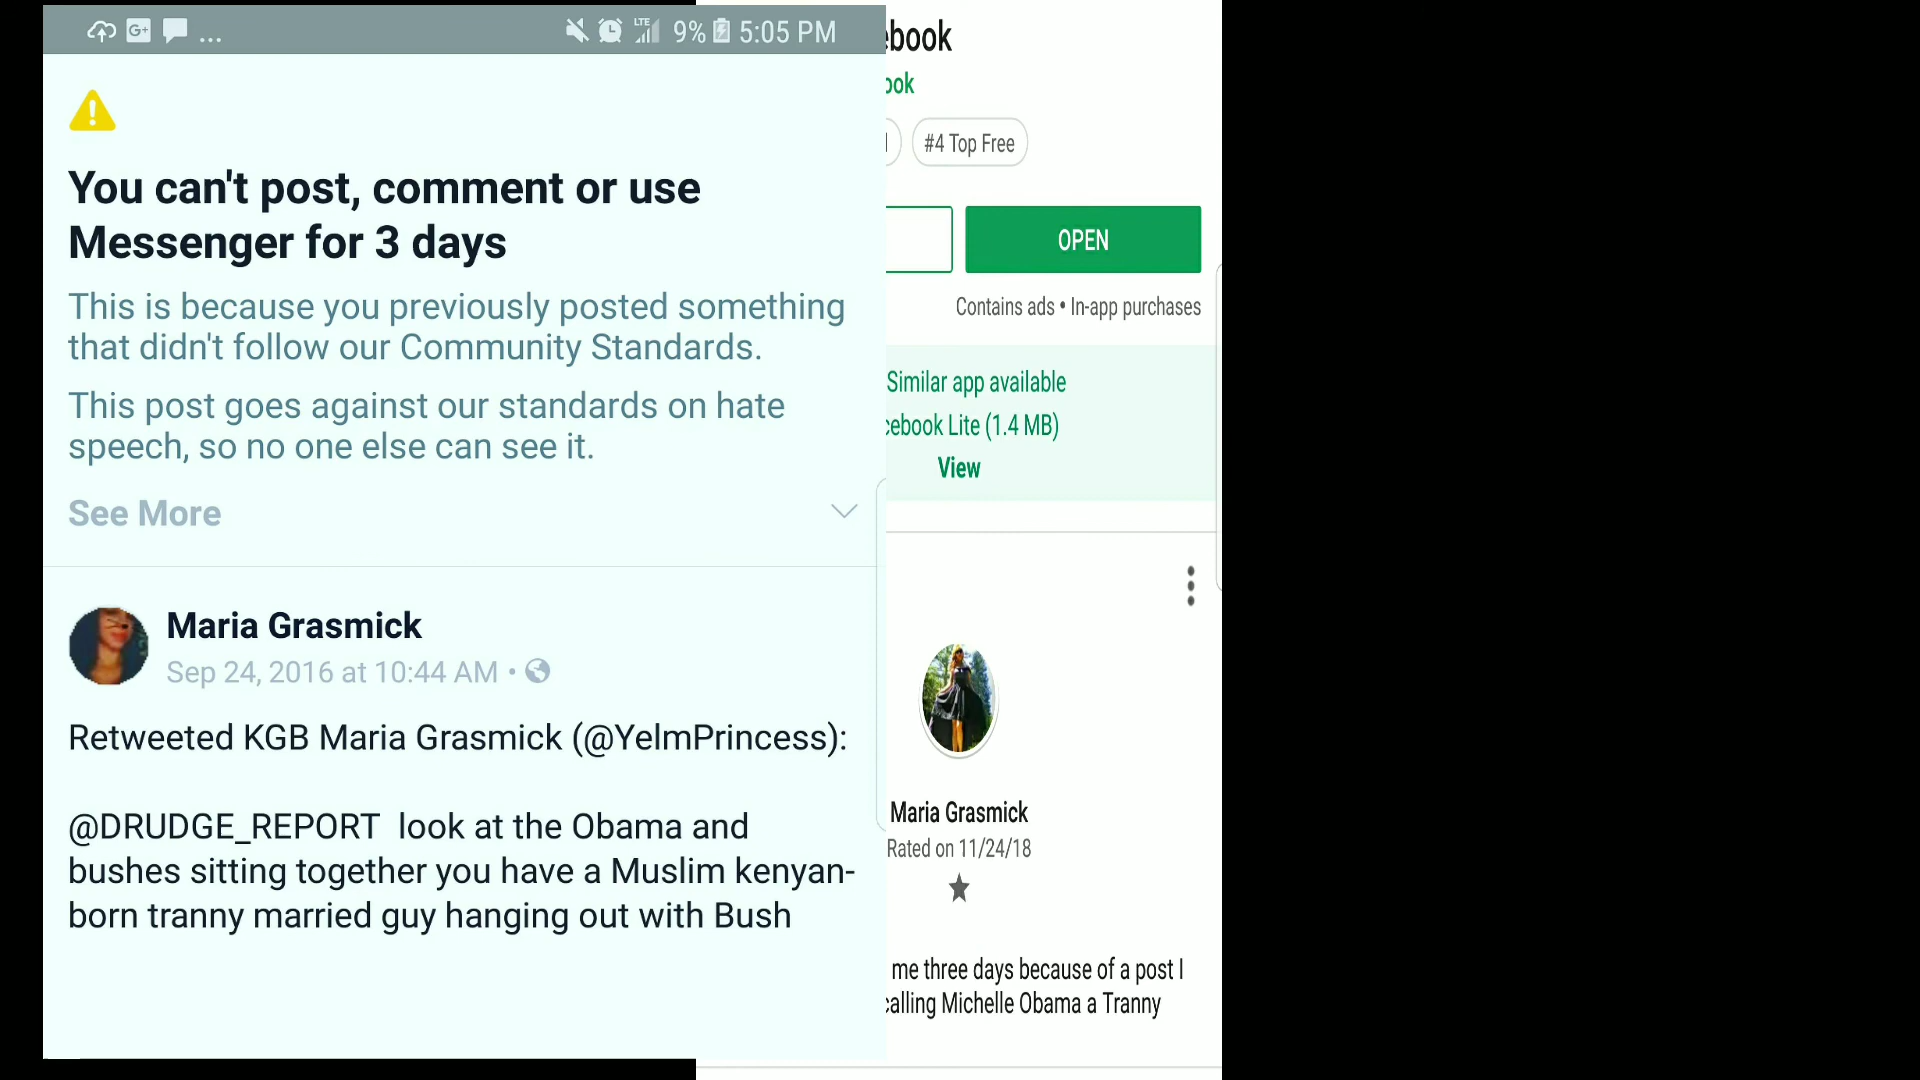 G+ ... LTE 9% 5:05 PM
You can't post, comment or use
Messenger for 3 days
This is because you previously posted something
that didn't follow our Community Standards.
This post goes against our standards on hate
speech, so no one else can see it.
See More
Maria Grasmick
Sep 24, 2016 at 10:44 AM •
Retweeted KGB Maria Grasmick (@YelmPrincess):
@DRUDGE_REPORT look at the Obama and
bushes sitting together you have a Muslim kenyan-
born tranny married guy hanging out with Bush
ebook
ook
#4 Top Free
OPEN
Contains ads • In-app purchases
Similar app available
cebook Lite (1.4 MB)
View
Maria Grasmick
Rated on 11/24/18
me three days because of a post I
calling Michelle Obama a Tranny